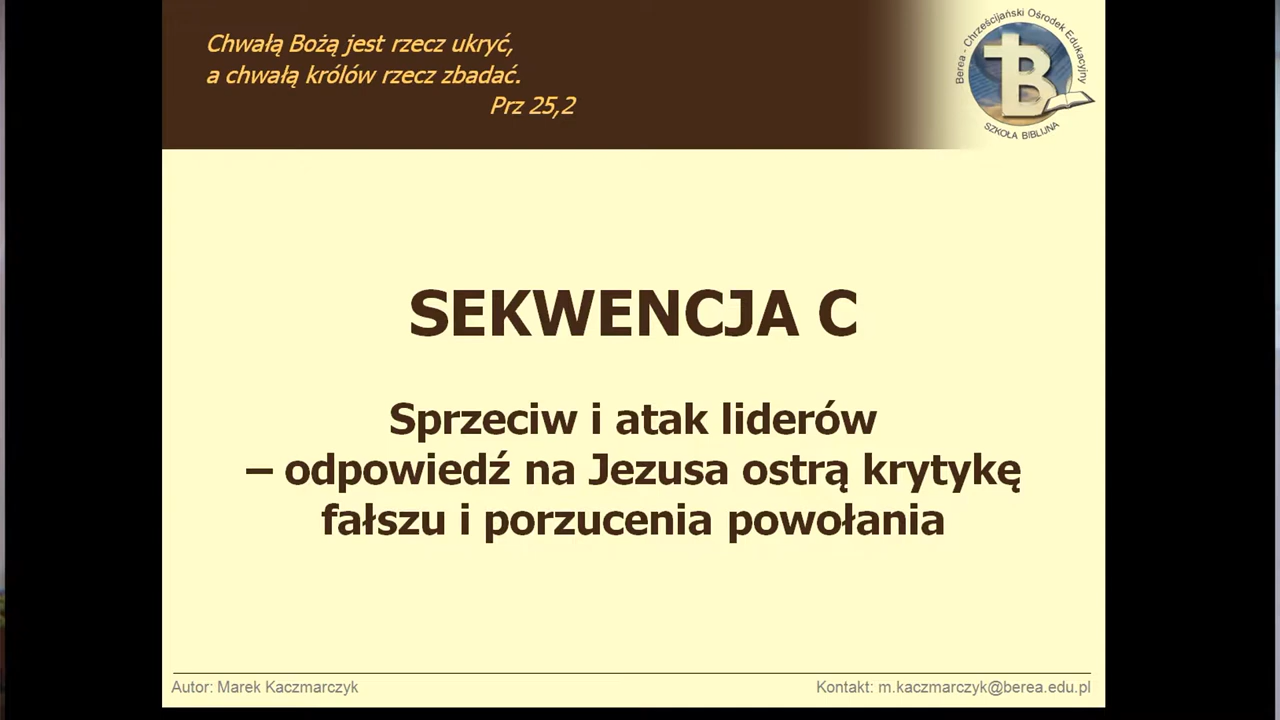 Chwałą Bożą jest rzecz ukryć,
a chwałą królów rzecz zbadać.
Prz 25,2
Berea - Chrześcijański Ośrodek Edukacyjny
B
SZKOŁA BIBLIJNA
SEKWENCJA C
Sprzeciw i atak liderów
– odpowiedź na Jezusa ostrą krytykę
fałszu i porzucenia powołania
Autor: Marek Kaczmarczyk
Kontakt: m.kaczmarczyk@berea.edu.pl